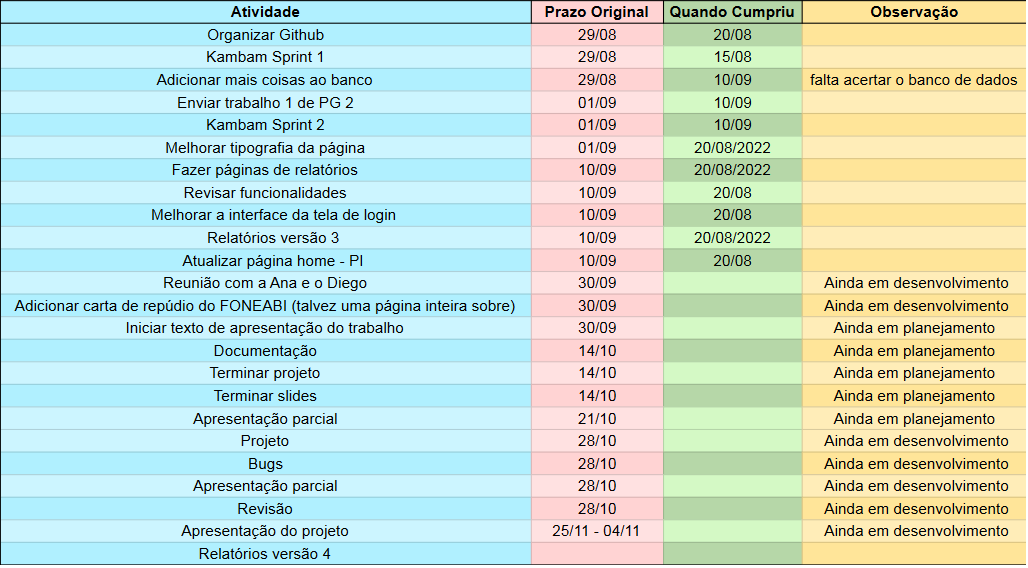 Atividade Prazo Original Quando Cumpriu Observação
Organizar Github 29/08 20/08
Kambam Sprint 1 29/08 15/08
Adicionar mais coisas ao banco 29/08 10/09 falta acertar o banco de dados
Enviar trabalho 1 de PG 2 01/09 10/09
Kambam Sprint 2 01/09 10/09
Melhorar tipografia da página 01/09 20/08/2022
Fazer páginas de relatórios 10/09 20/08/2022
Revisar funcionalidades 10/09 20/08
Melhorar a interface da tela de login 10/09 20/08
Relatórios versão 3 10/09 20/08/2022
Atualizar página home - PI 10/09 20/08
Reunião com a Ana e o Diego 30/09 Ainda em desenvolvimento
Adicionar carta de repúdio do FONEABI (talvez uma página inteira sobre) 30/09 Ainda em desenvolvimento
Iniciar texto de apresentação do trabalho 30/09 Ainda em planejamento
Documentação 14/10 Ainda em planejamento
Terminar projeto 14/10 Ainda em planejamento
Terminar slides 14/10 Ainda em planejamento
Apresentação parcial 21/10 Ainda em planejamento
Projeto 28/10 Ainda em desenvolvimento
Bugs 28/10 Ainda em desenvolvimento
Apresentação parcial 28/10 Ainda em desenvolvimento
Revisão 28/10 Ainda em desenvolvimento
Apresentação do projeto 25/11 - 04/11 Ainda em desenvolvimento
Relatórios versão 4